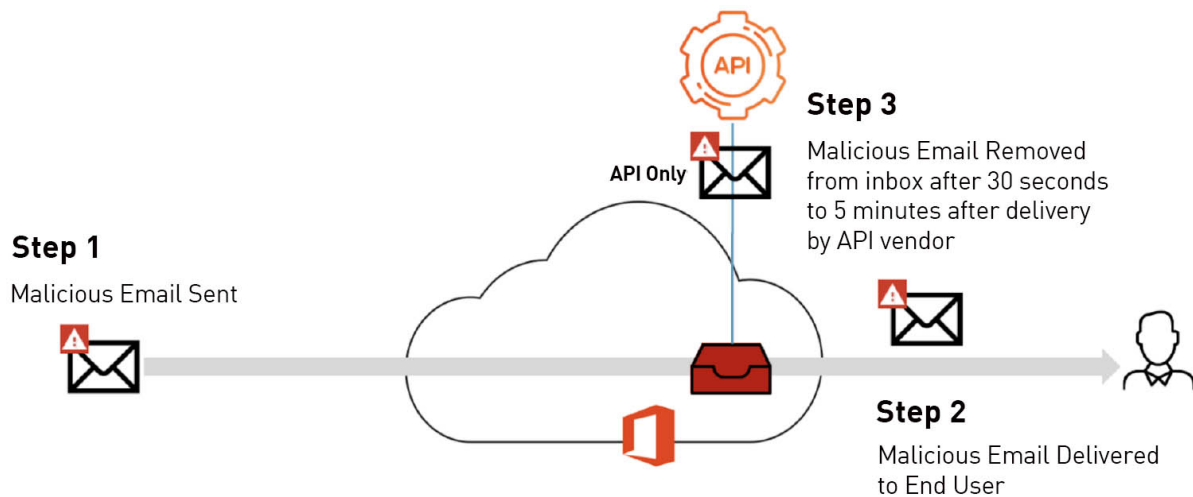 API
Step 3
Malicious Email Removed
from inbox after 30 seconds
to 5 minutes after delivery
by API vendor
API Only
Step 1
Malicious Email Sent
Step 2
Malicious Email Delivered
to End User